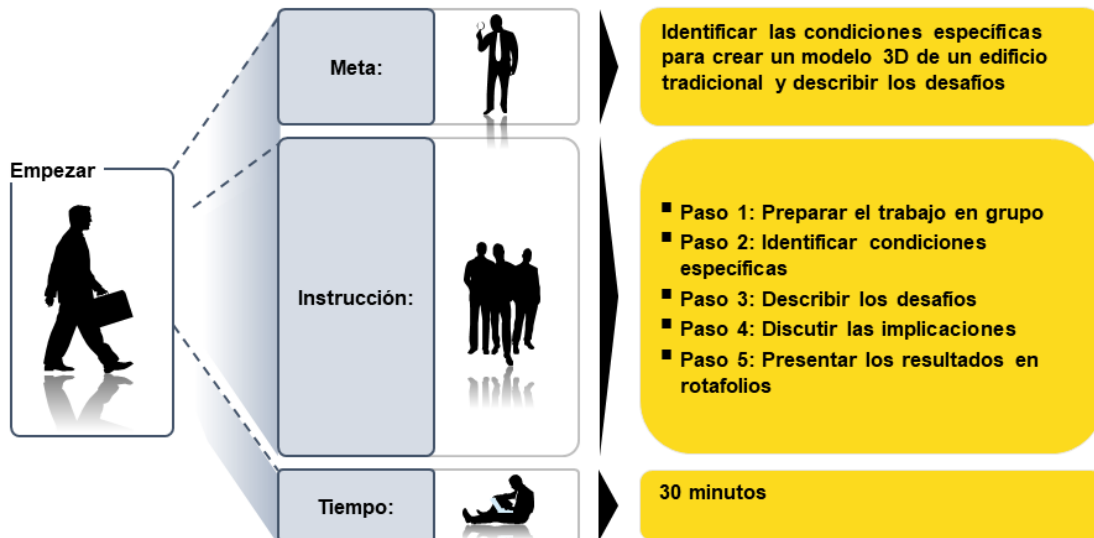 Empezar
Meta:
Identificar las condiciones específicas
para crear un modelo 3D de un edificio
tradicional y describir los desafíos
Instrucción:
▪ Paso 1: Preparar el trabajo en grupo
▪ Paso 2: Identificar condiciones
específicas
▪ Paso 3: Describir los desafíos
▪ Paso 4: Discutir las implicaciones
▪ Paso 5: Presentar los resultados en
rotafolios
Tiempo:
30 minutos